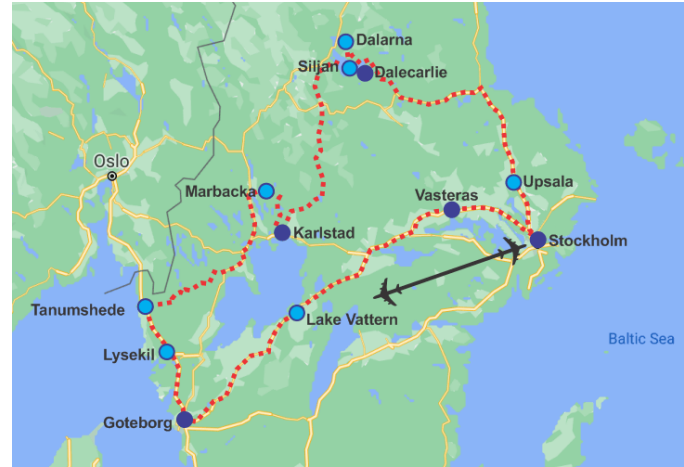 Dalarna
Siljan
Dalecarlie
Oslo
Marbacka
Upsala
Vasteras
Karlstad
Stockholm
Tanumshede
Lake Vattern
Baltic Sea
Lysekil
Goteborg